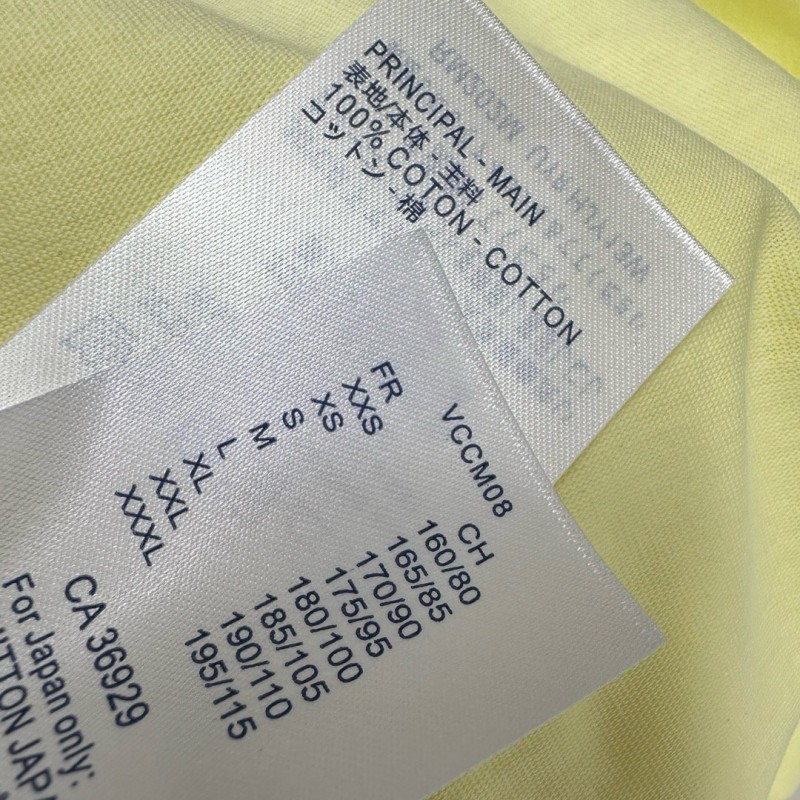 PRINCIPAL - MAIN
表地/本体 - 主料
100% COTON - COTTON
コットン - 棉
VCCM08
FR CH
XXS 160/80
XS 165/85
S 170/90
M 175/95
L 180/100
XL 185/105
XXL 190/110
XXXL 195/115
CA 36929
For Japan only: